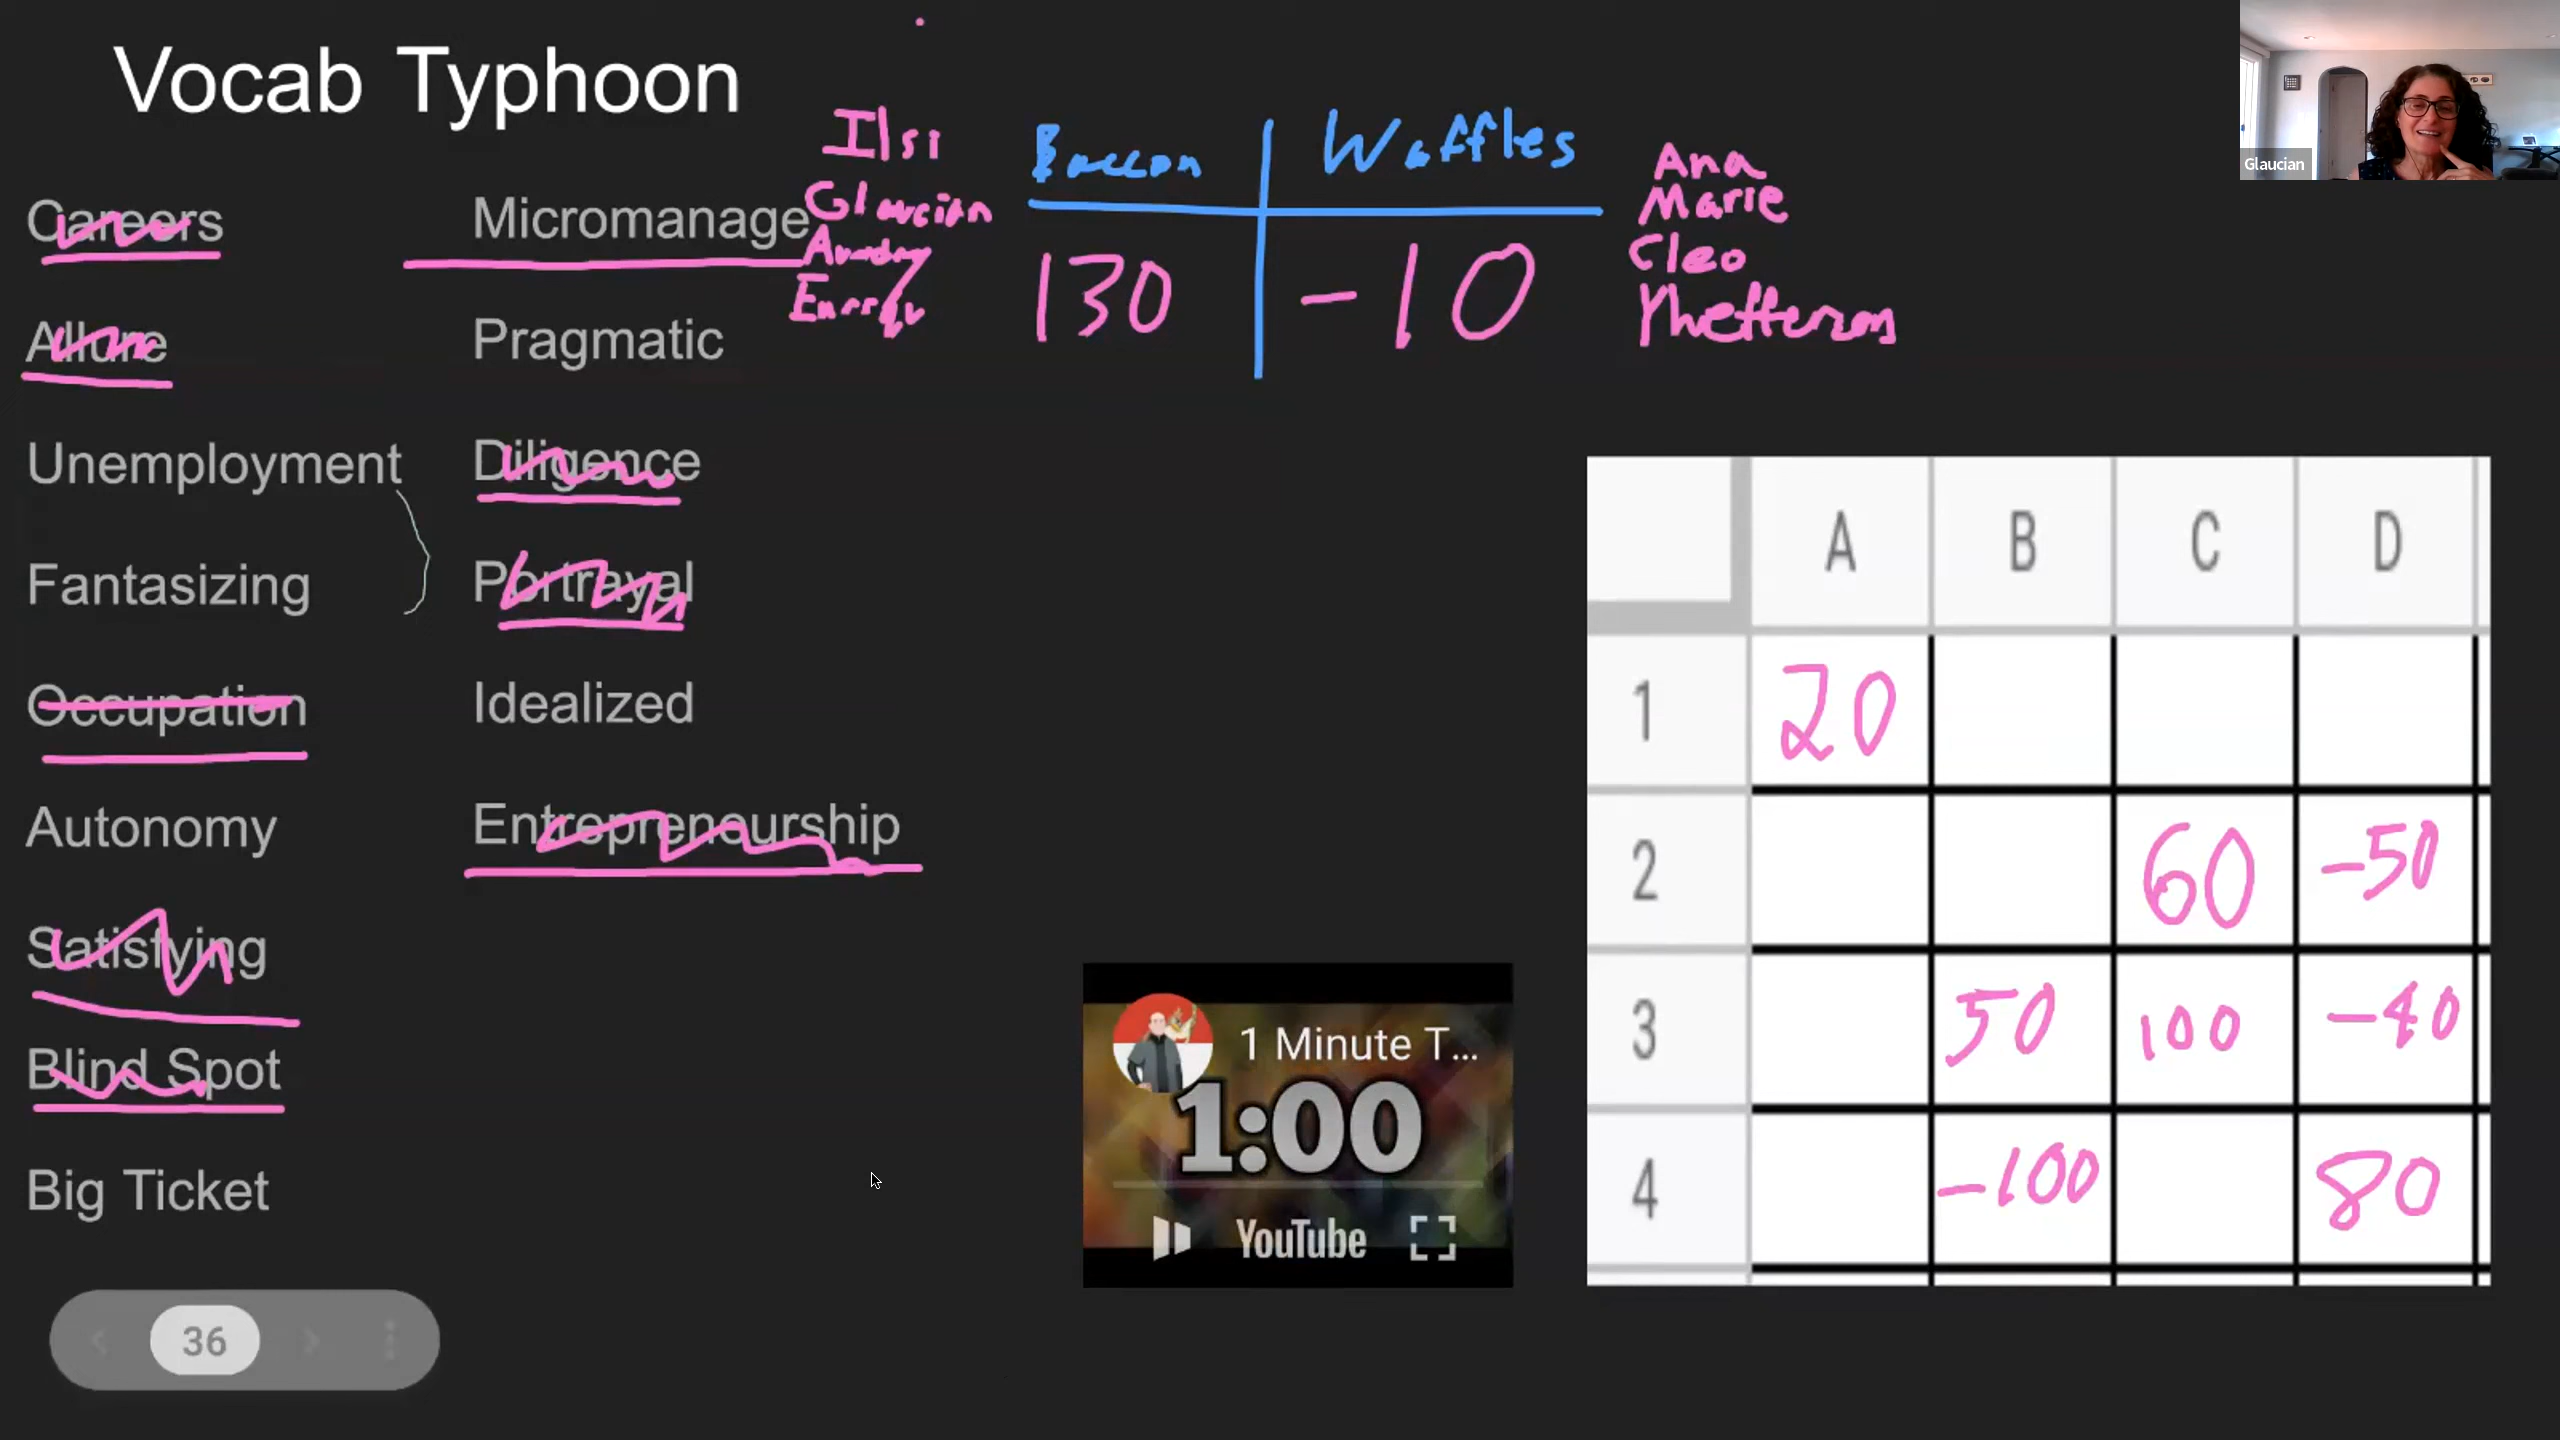 Vocab Typhoon
Careers
Allure
Unemployment
Fantasizing
Occupation
Autonomy
Satisfying
Blind Spot
Big Ticket
Micromanage
Pragmatic
Diligence
Portrayal
Idealized
Entrepreneurship
Ilsi
Glaucian
Baccon Waffles
130 -10
Ana
Marie
Cleo
Yhefferson
Glaucian
A B C D
1 20
2 60 -50
3 50 100 -40
4 -100 80
1 Minute T...
1:00
YouTube
36